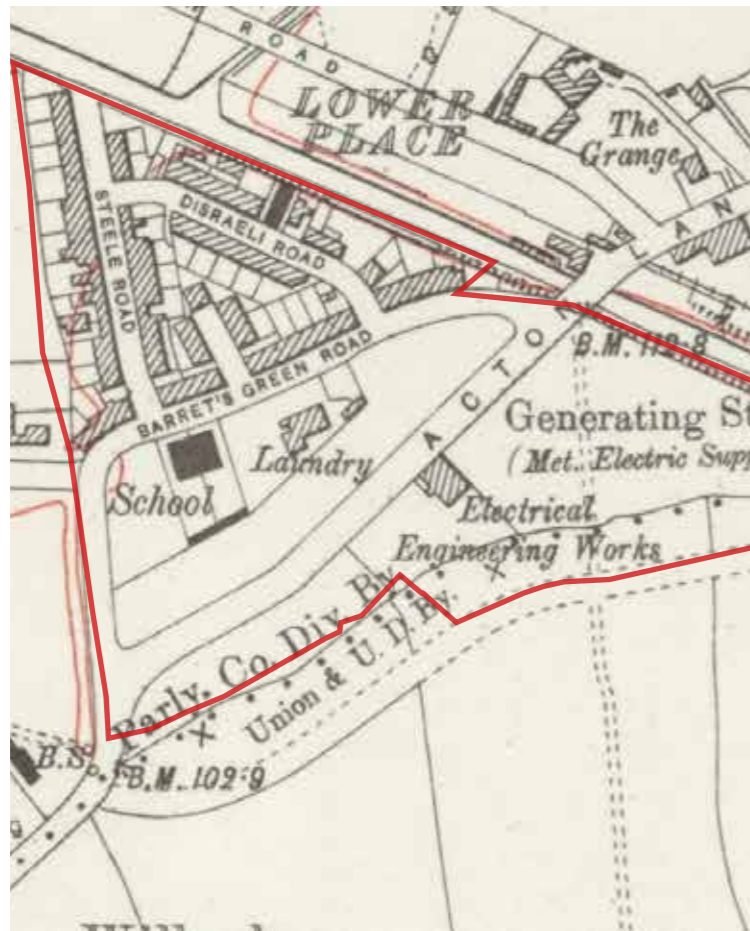 ROAD
LOWER
PLACE
The
Grange
LAN
DISRAELI ROAD
STEELE ROAD
ACTO
B.M. 112·8
BARRET'S GREEN ROAD
Generating S
(Met. Electric Supp
Laundry
School
Electrical
Engineering Works
Parly. Co. Div. By.
Union & U. D. By.
B.S.
B.M. 102·9